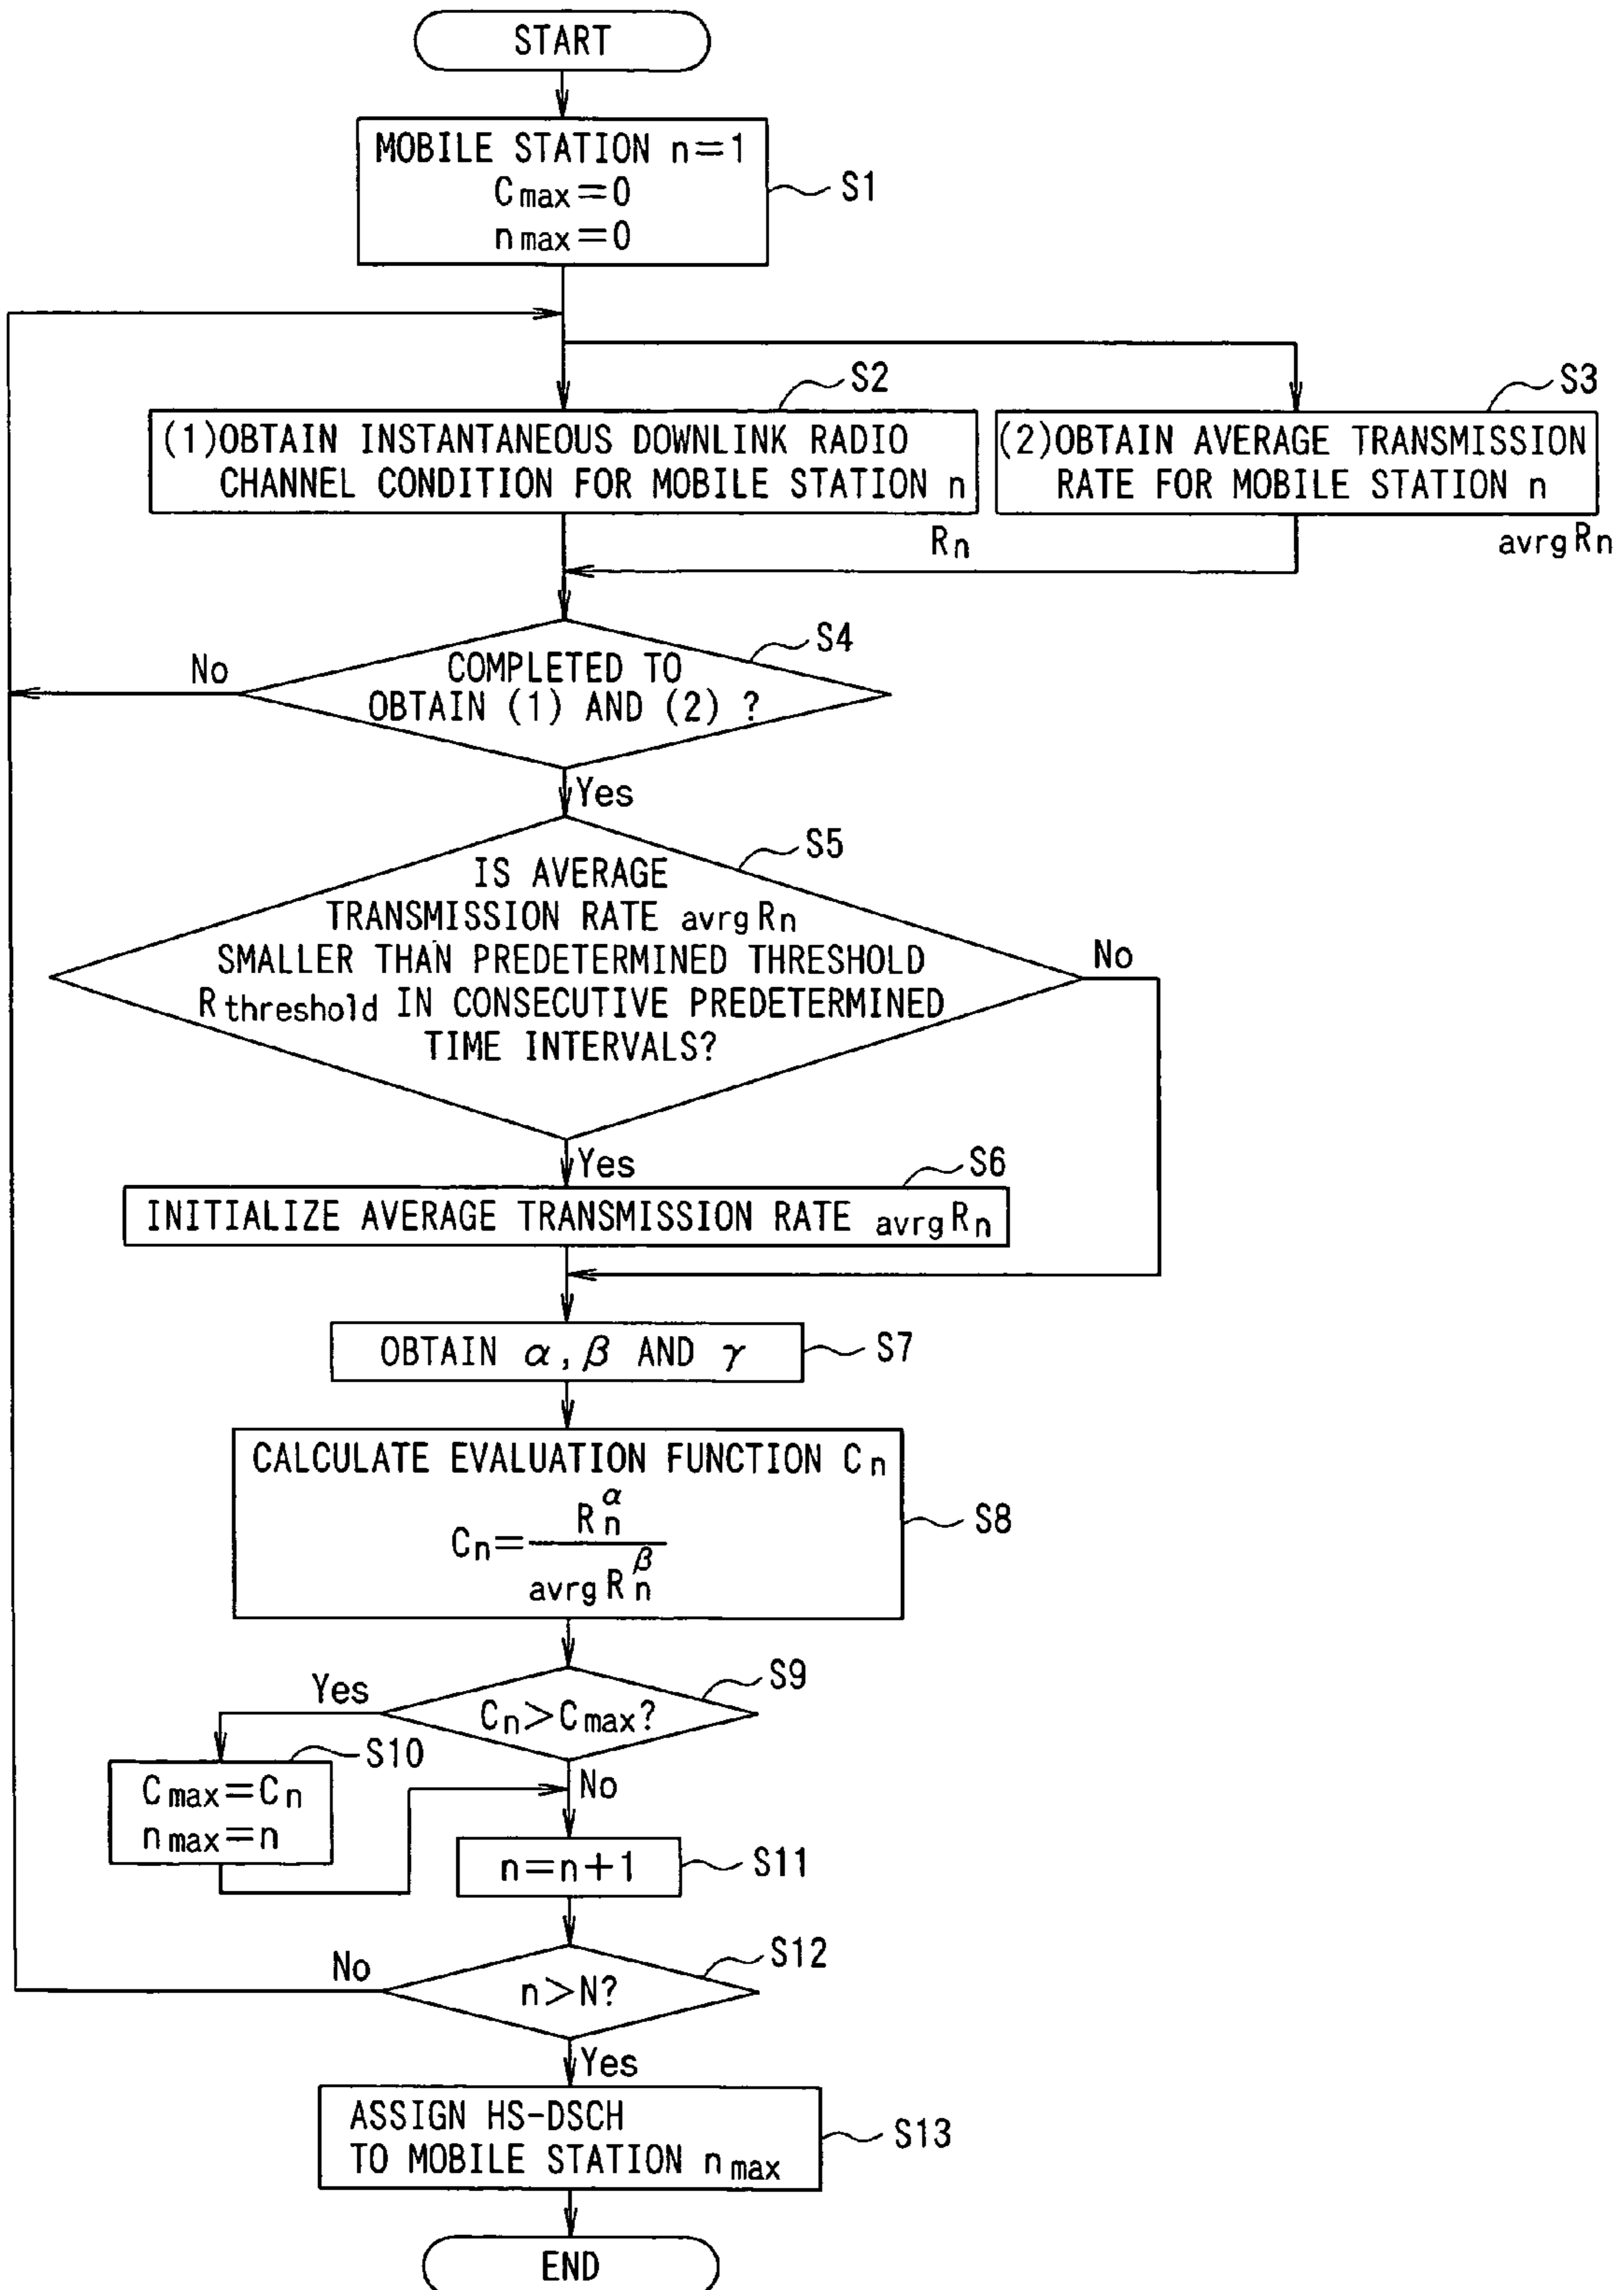 START
MOBILE STATION n=1
Cmax=0
nmax=0
S1
S2
S3
(1)OBTAIN INSTANTANEOUS DOWNLINK RADIO
CHANNEL CONDITION FOR MOBILE STATION n
(2)OBTAIN AVERAGE TRANSMISSION
RATE FOR MOBILE STATION n
Rn
avrgRn
S4
No
COMPLETED TO
OBTAIN (1) AND (2) ?
Yes
S5
IS AVERAGE
TRANSMISSION RATE avrgRn
SMALLER THAN PREDETERMINED THRESHOLD
Rthreshold IN CONSECUTIVE PREDETERMINED
TIME INTERVALS?
No
Yes
S6
INITIALIZE AVERAGE TRANSMISSION RATE avrgRn
OBTAIN α, β AND γ
S7
CALCULATE EVALUATION FUNCTION Cn
Cn= Rn^α / avrgRn^β
S8
S9
Yes
Cn>Cmax?
S10
No
Cmax=Cn
nmax=n
n=n+1
S11
S12
No
n>N?
Yes
ASSIGN HS-DSCH
TO MOBILE STATION nmax
S13
END